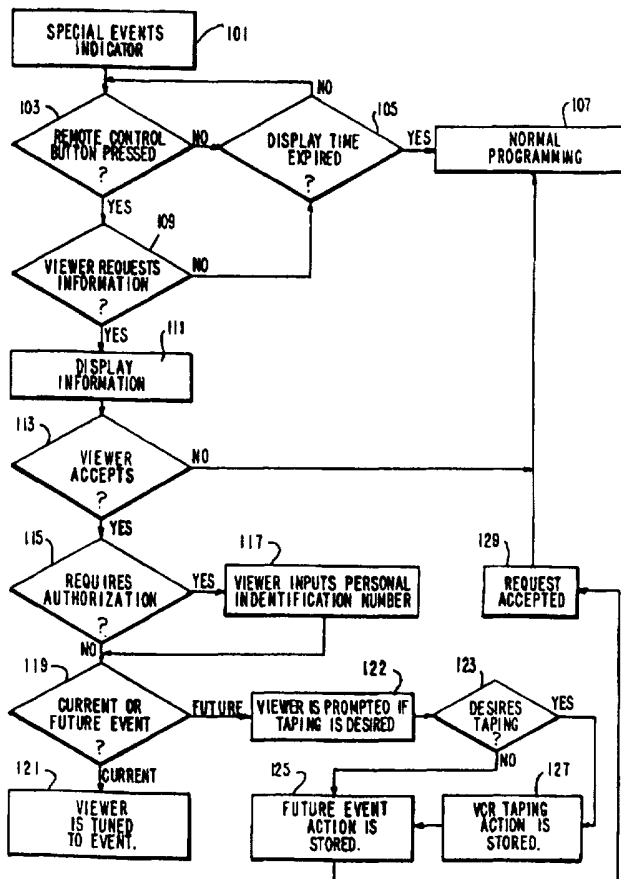 SPECIAL EVENTS
INDICATOR
101
NO
103
REMOTE CONTROL
BUTTON PRESSED
?
NO
105
DISPLAY TIME
EXPIRED
?
YES
107
NORMAL
PROGRAMMING
YES
109
VIEWER REQUESTS
INFORMATION
?
NO
YES
111
DISPLAY
INFORMATION
113
VIEWER
ACCEPTS
?
NO
YES
115
REQUIRES
AUTHORIZATION
?
YES
117
VIEWER INPUTS PERSONAL
INDENTIFICATION NUMBER
129
REQUEST
ACCEPTED
NO
119
CURRENT OR
FUTURE EVENT
?
FUTURE
122
VIEWER IS PROMPTED IF
TAPING IS DESIRED
123
DESIRES
TAPING
?
YES
NO
CURRENT
121
VIEWER
IS TUNED
TO EVENT.
125
FUTURE EVENT
ACTION IS
STORED.
127
VCR TAPING
ACTION IS
STORED.